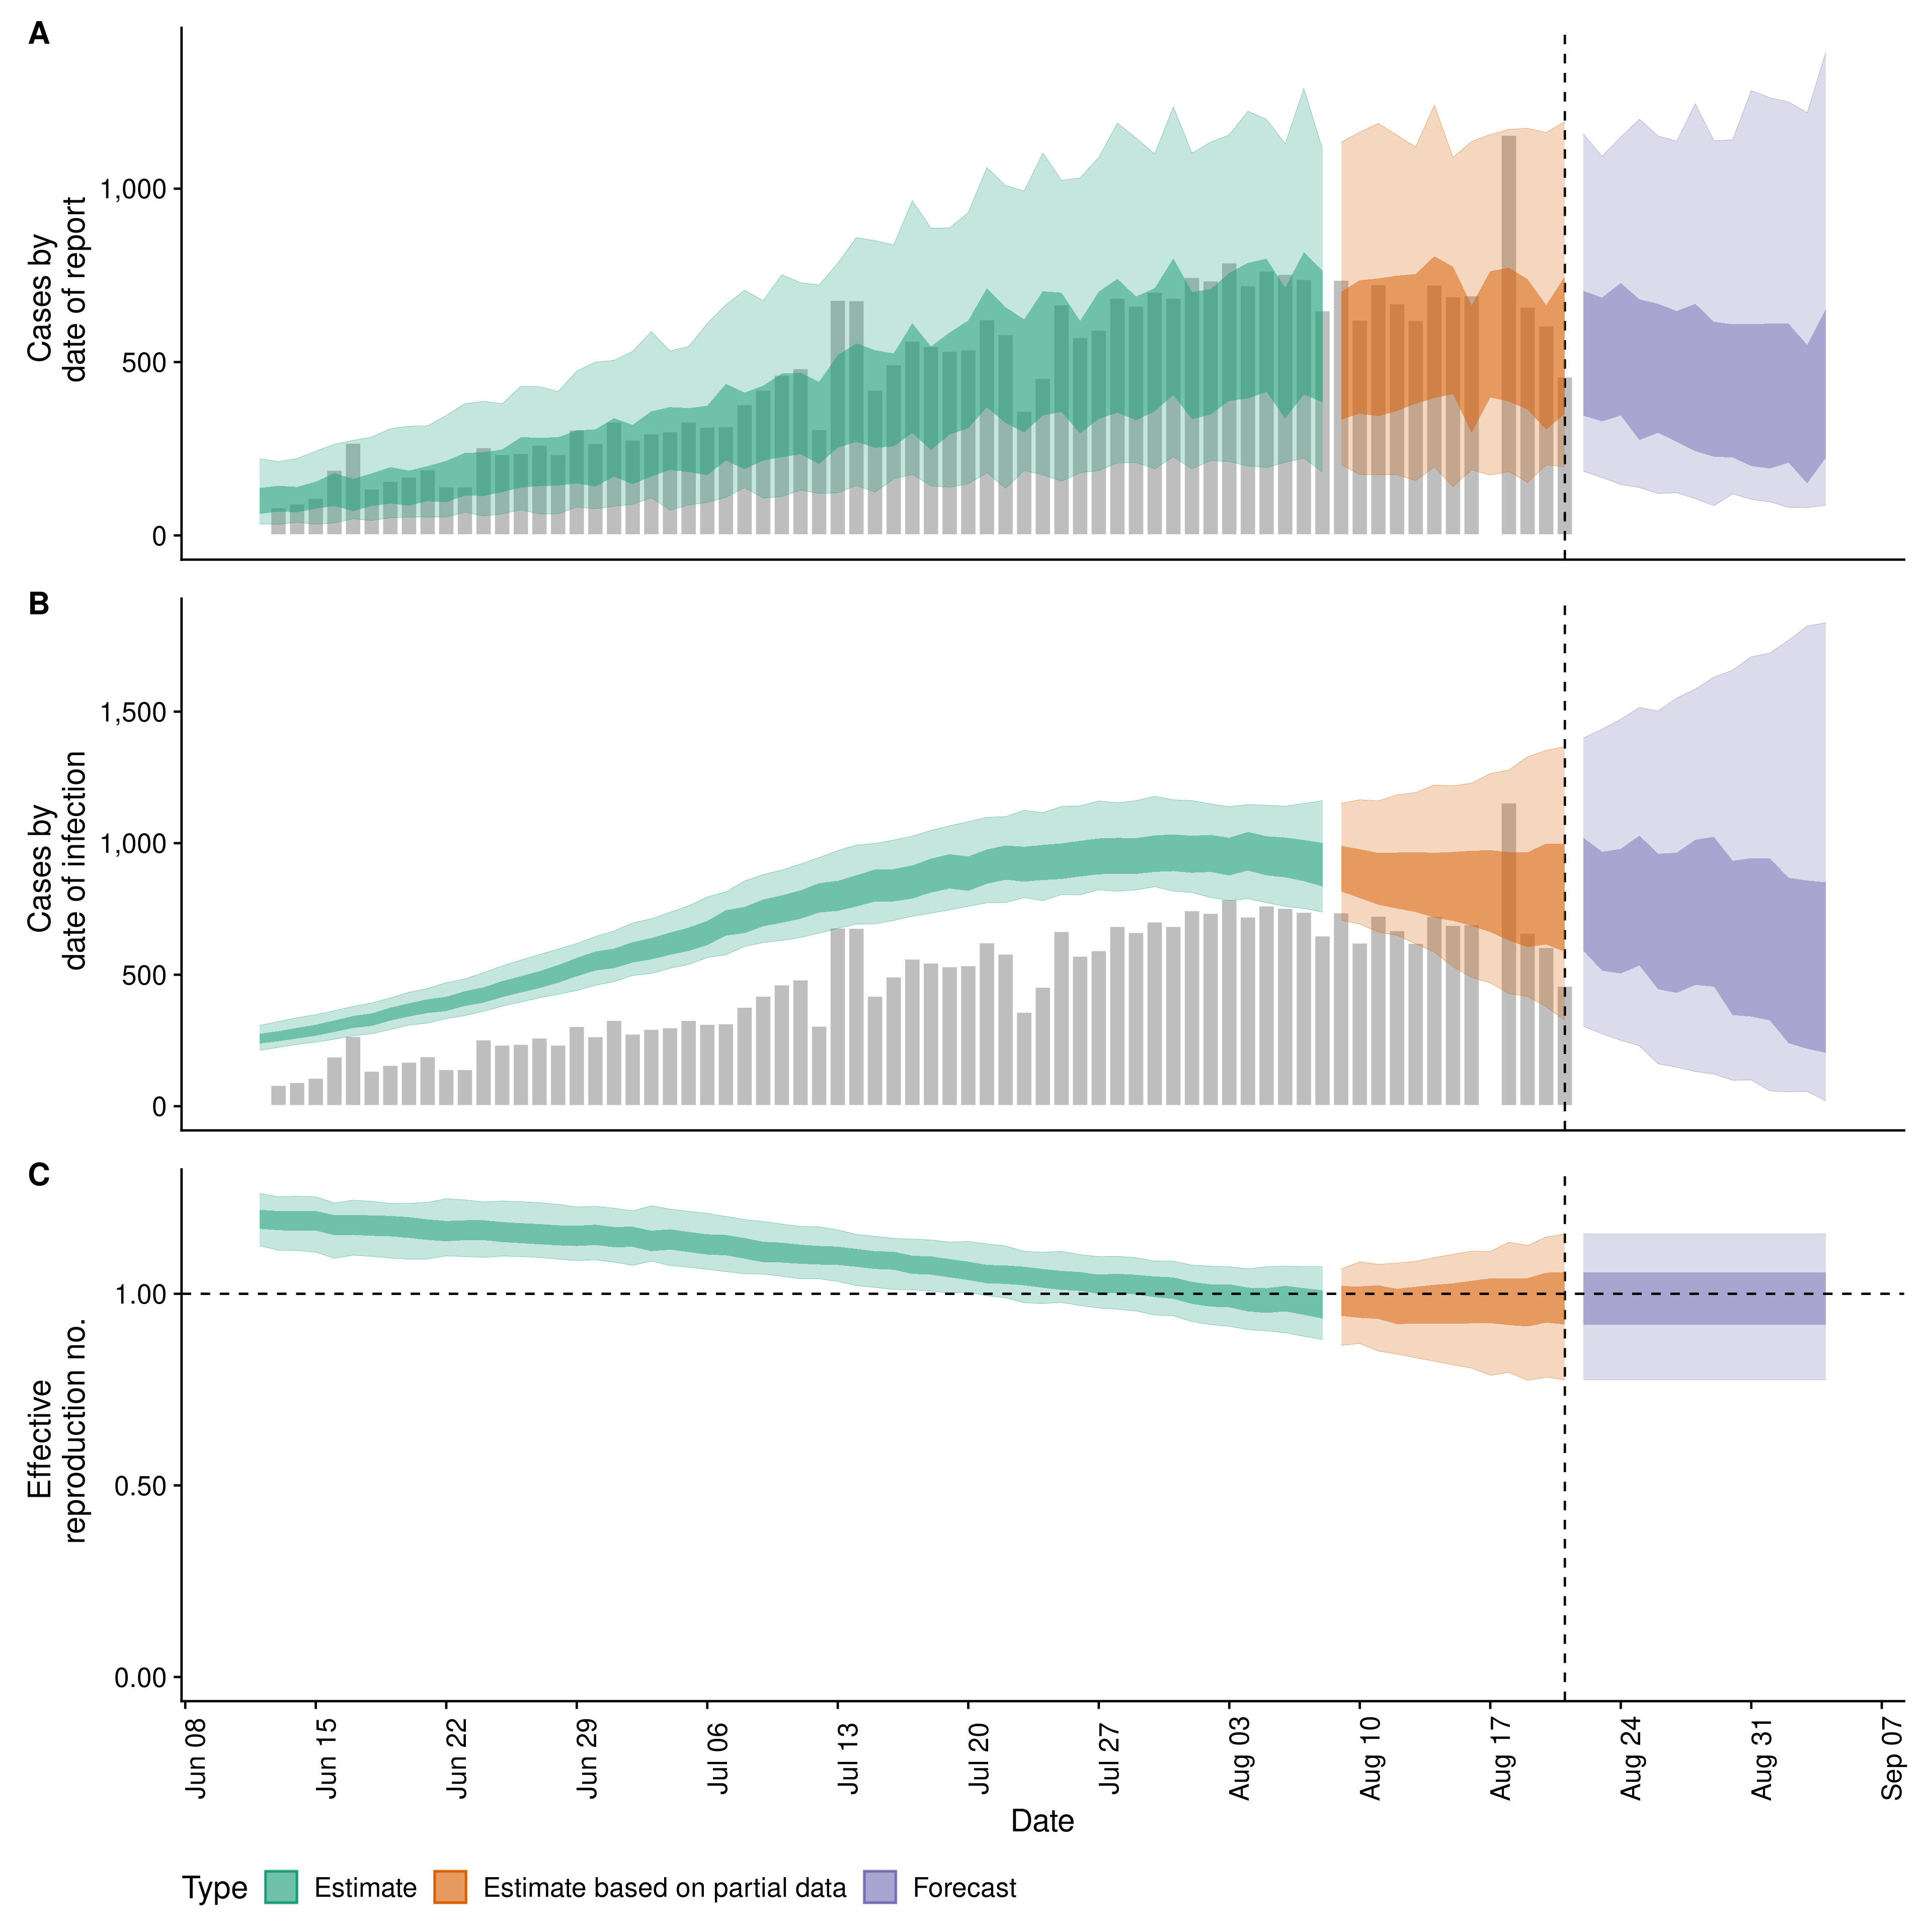 A
Cases by
date of report
1,000
500
0
B
Cases by
date of infection
1,500
1,000
500
0
C
Effective
reproduction no.
1.00
0.50
0.00
Jun 08
Jun 15
Jun 22
Jun 29
Jul 06
Jul 13
Jul 20
Jul 27
Aug 03
Aug 10
Aug 17
Aug 24
Aug 31
Sep 07
Date
Type Estimate Estimate based on partial data Forecast